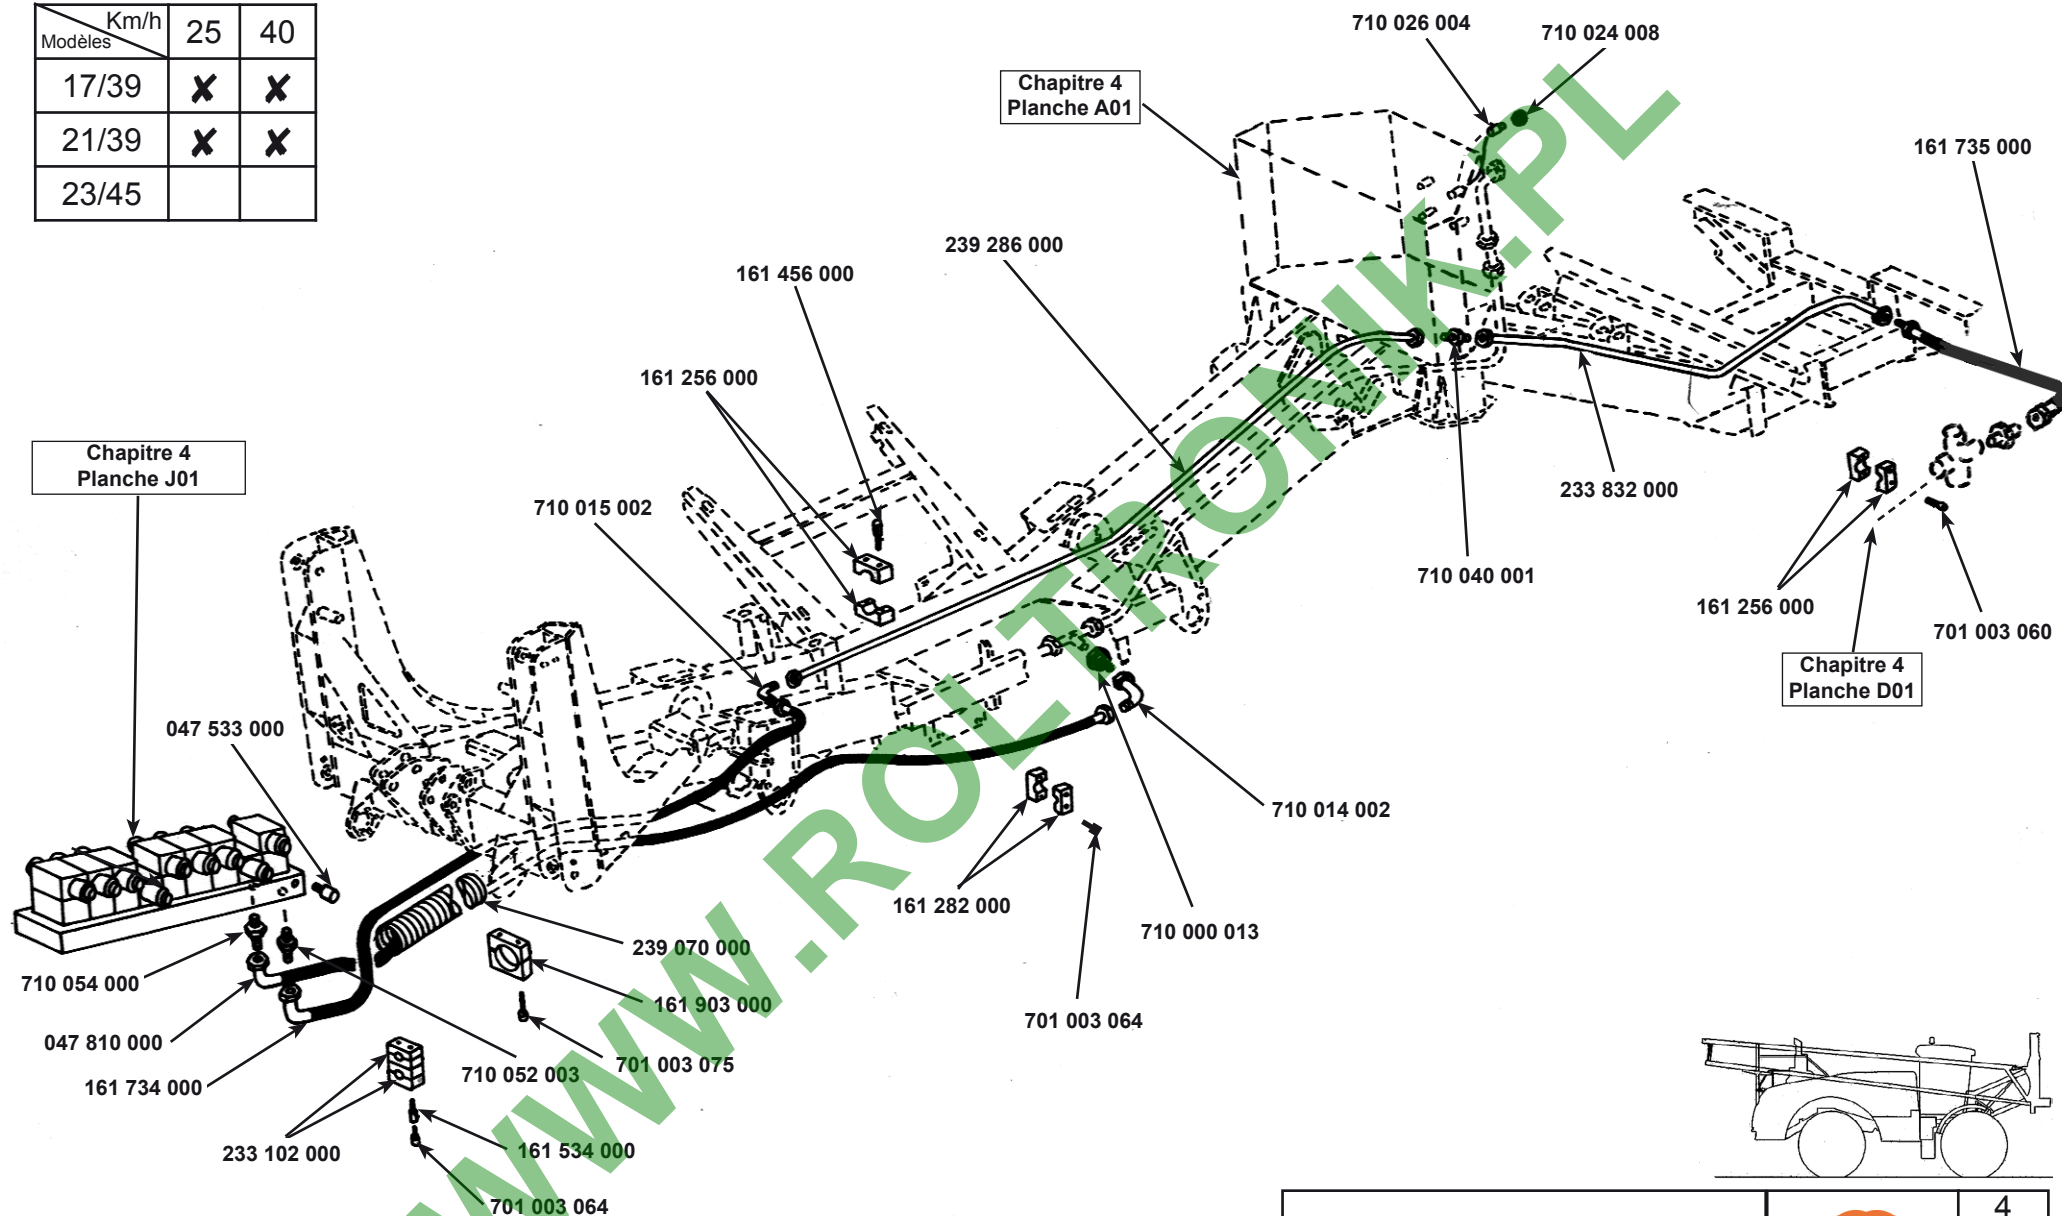 Km/h
Modèles
25 40
17/39 ✘ ✘
21/39 ✘ ✘
23/45
710 026 004
710 024 008
Chapitre 4
Planche A01
161 735 000
239 286 000
161 456 000
161 256 000
Chapitre 4
Planche J01
710 015 002
233 832 000
710 040 001
161 256 000
701 003 060
Chapitre 4
Planche D01
047 533 000
710 014 002
161 282 000
710 000 013
239 070 000
710 054 000
161 903 000
701 003 064
047 810 000
701 003 075
710 052 003
161 734 000
233 102 000
161 534 000
701 003 064
4
WWW.ROLTRONIK.PL